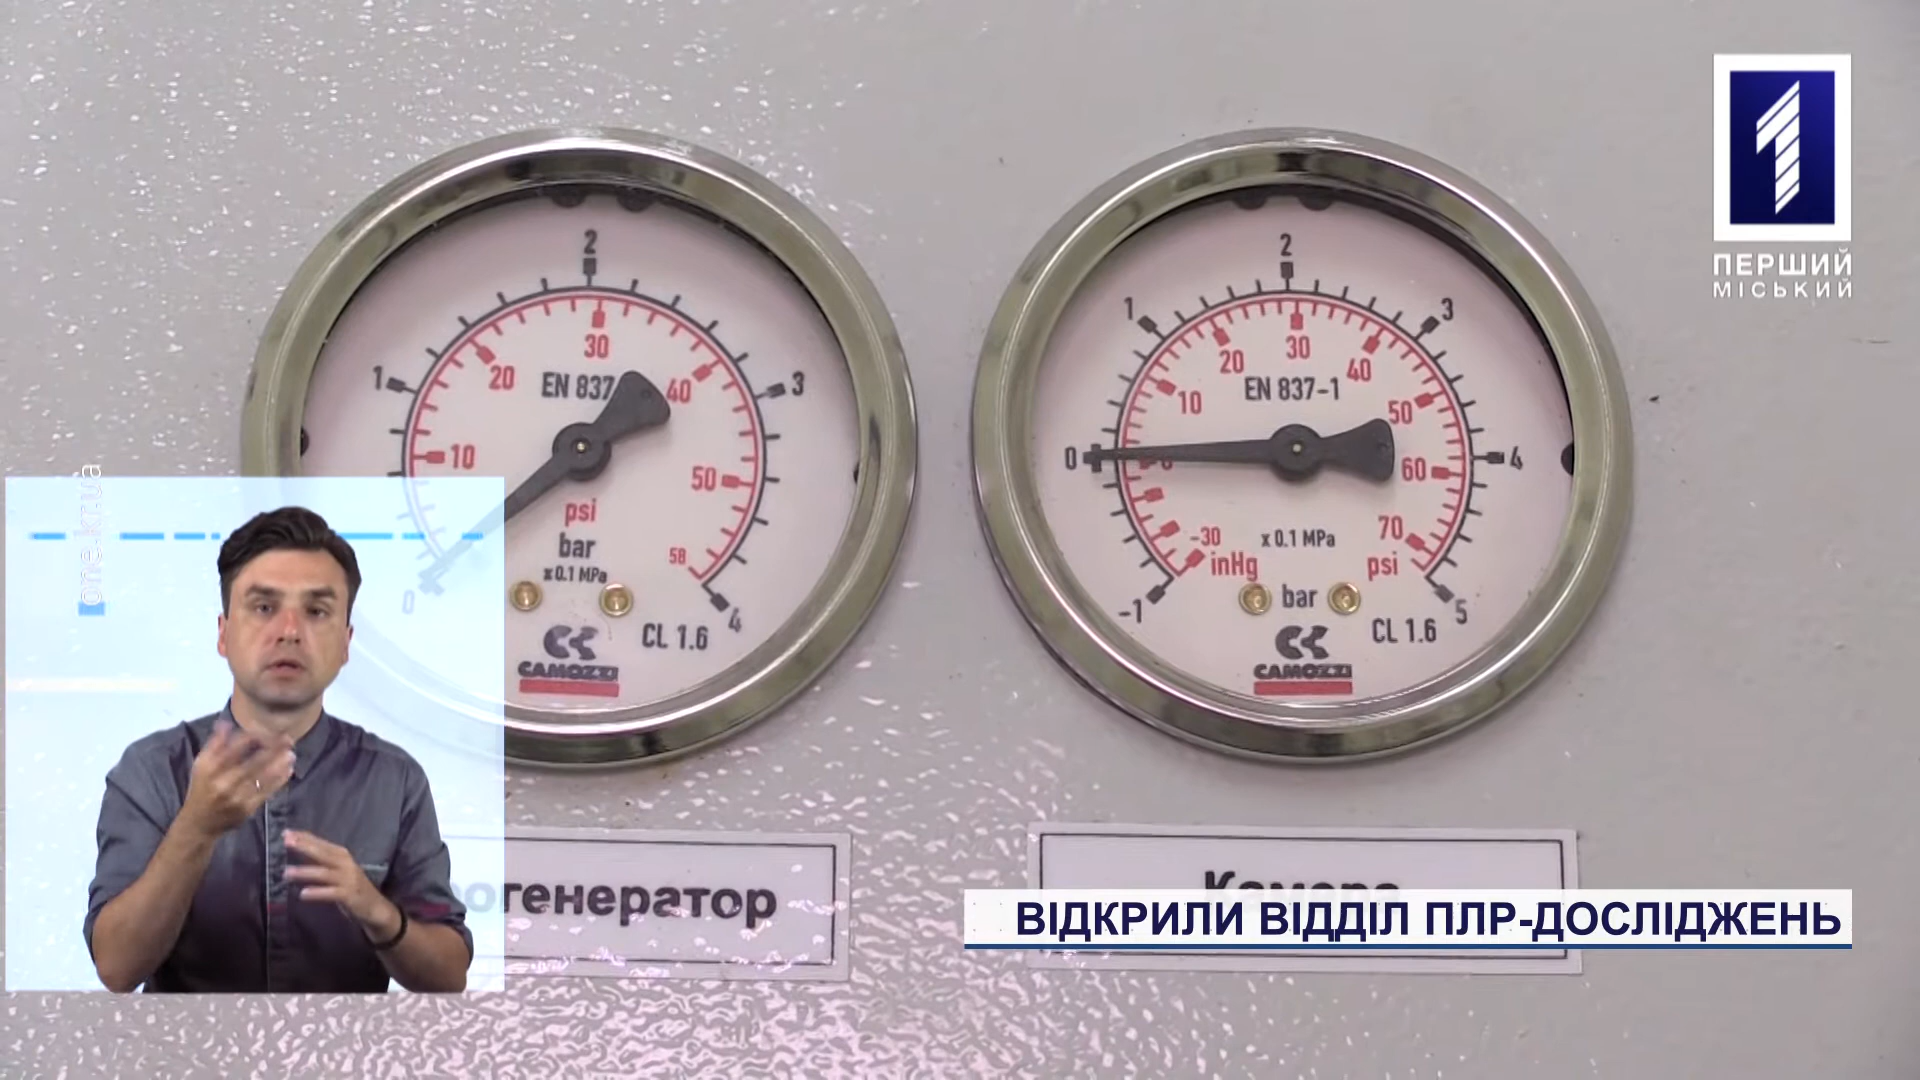 ПЕРШИЙ
МІСЬКИЙ
one.kr.ua
0
1
2
3
4
10
20
30
40
50
58
EN 837
psi
bar
x 0.1 MPa
CL 1.6
CAMOZZI
-1
0
1
2
3
4
5
-30
0
10
20
30
40
50
60
70
EN 837-1
x 0.1 MPa
inHg
psi
bar
CL 1.6
CAMOZZI
огенератор
Камера
ВІДКРИЛИ ВІДДІЛ ПЛР-ДОСЛІДЖЕНЬ